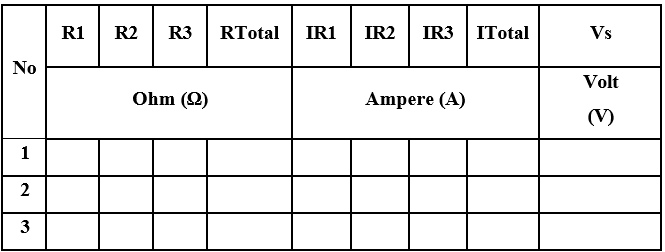 No R1 R2 R3 RTotal IR1 IR2 IR3 ITotal Vs
Ohm (Ω) Ampere (A) Volt
(V)
1
2
3